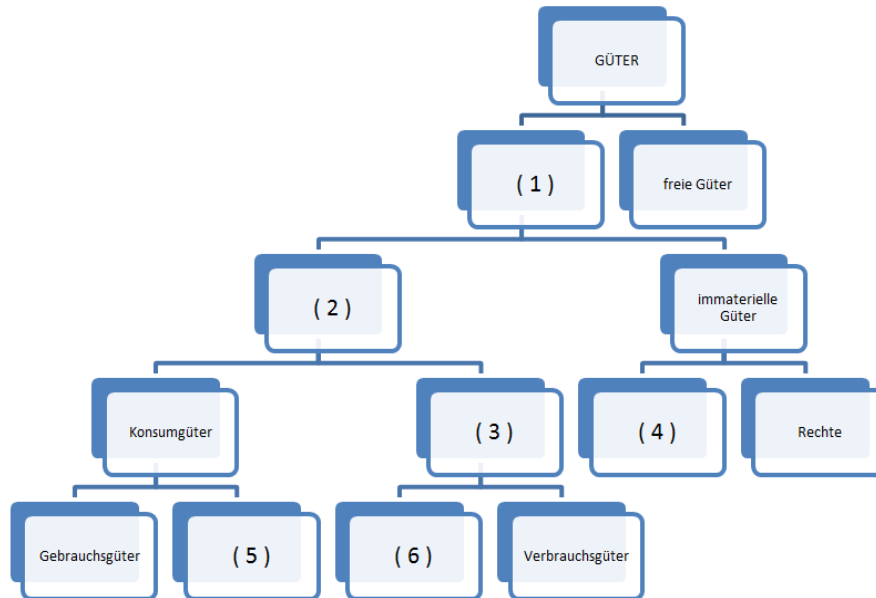 GÜTER
( 1 )
freie Güter
( 2 )
immaterielle
Güter
Konsumgüter
( 3 )
( 4 )
Rechte
Gebrauchsgüter
( 5 )
( 6 )
Verbrauchsgüter